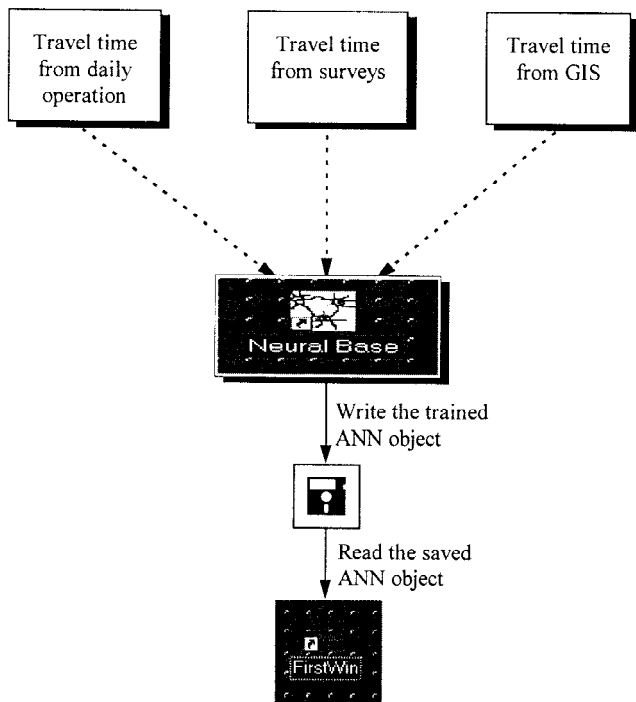 Travel time
from daily
operation
Travel time
from surveys
Travel time
from GIS
Neural Base
Write the trained
ANN object
Read the saved
ANN object
FirstWin